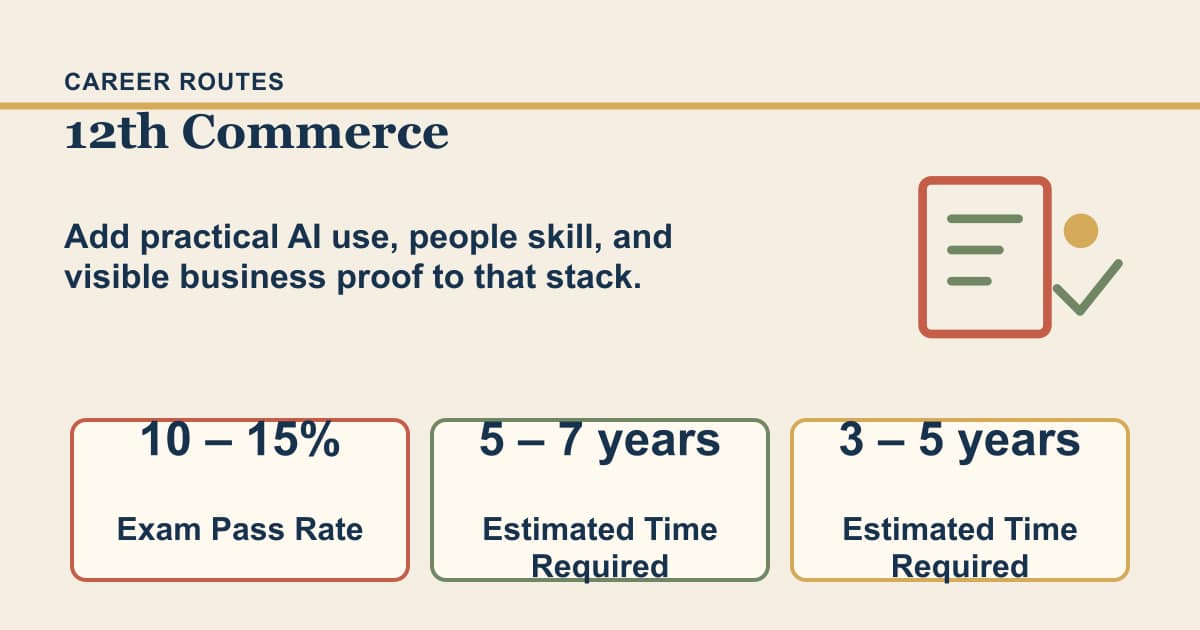 CAREER ROUTES
12th Commerce
Add practical AI use, people skill, and
visible business proof to that stack.
10 – 15%
Exam Pass Rate
5 – 7 years
Estimated Time
Required
3 – 5 years
Estimated Time
Required